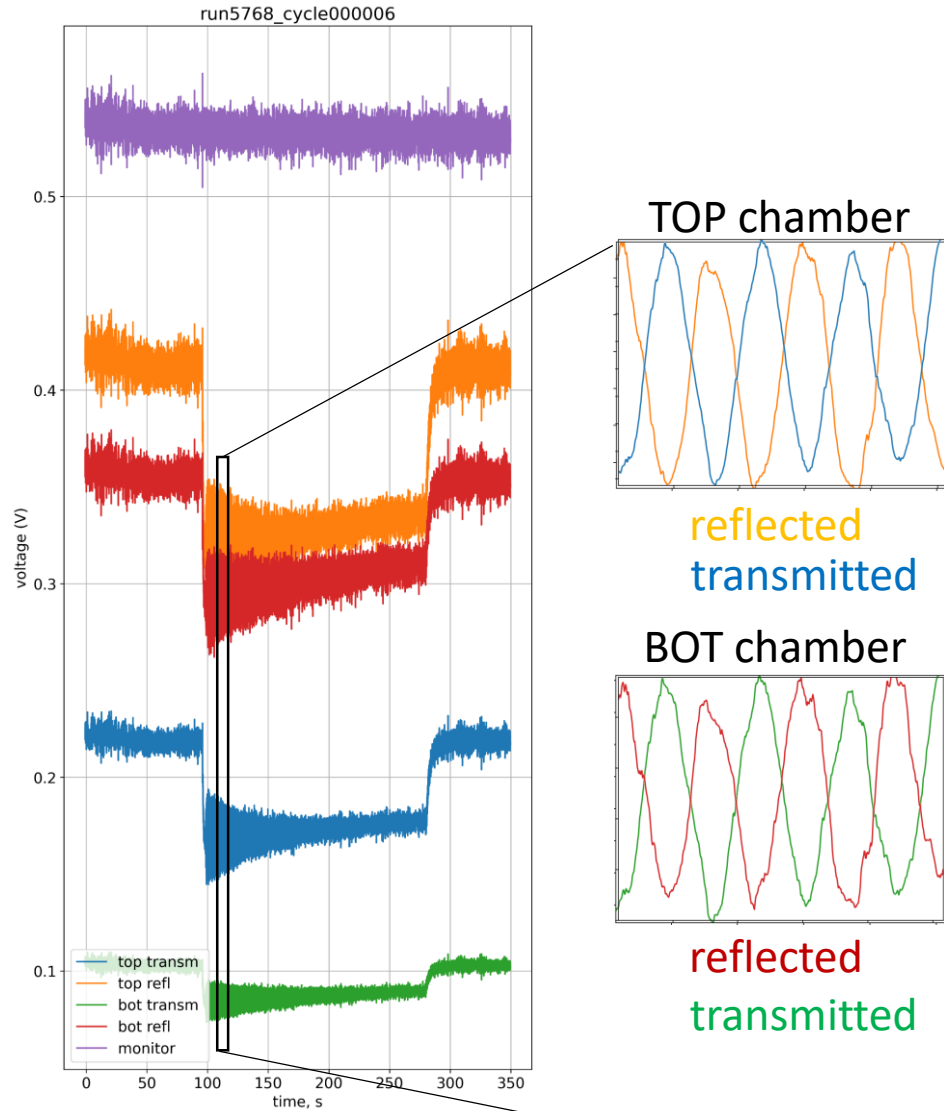 run5768_cycle000006
voltage (V)
0.5
0.4
0.3
0.2
0.1
top transm
top refl
bot transm
bot refl
monitor
0 50 100 150 200 250 300 350
time, s
TOP chamber
reflected
transmitted
BOT chamber
reflected
transmitted